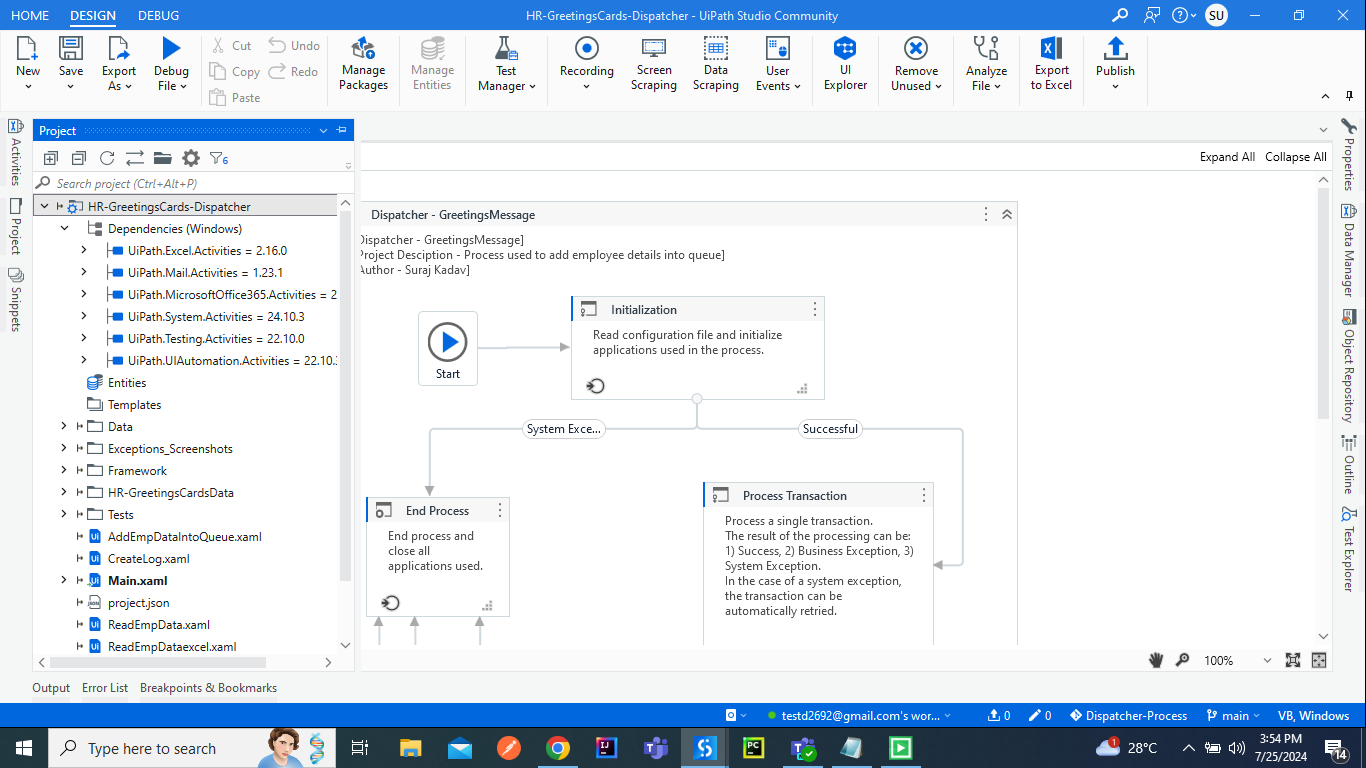 HOME DESIGN DEBUG
HR-GreetingsCards-Dispatcher - UiPath Studio Community
SU
New
Save
Export As
Debug File
Cut
Copy
Paste
Undo
Redo
Manage Packages
Manage Entities
Test Manager
Recording
Screen Scraping
Data Scraping
User Events
UI Explorer
Remove Unused
Analyze File
Export to Excel
Publish
Activities
Project
Snippets
Project
6
Search project (Ctrl+Alt+P)
HR-GreetingsCards-Dispatcher
Dependencies (Windows)
UiPath.Excel.Activities = 2.16.0
UiPath.Mail.Activities = 1.23.1
UiPath.MicrosoftOffice365.Activities = 2
UiPath.System.Activities = 24.10.3
UiPath.Testing.Activities = 22.10.0
UiPath.UIAutomation.Activities = 22.10.
Entities
Templates
Data
Exceptions_Screenshots
Framework
HR-GreetingsCardsData
Tests
AddEmpDataIntoQueue.xaml
CreateLog.xaml
Main.xaml
project.json
ReadEmpData.xaml
ReadEmpDataexcel.xaml
Expand All Collapse All
Dispatcher - GreetingsMessage
Dispatcher - GreetingsMessage]
Project Desciption - Process used to add employee details into queue]
Author - Suraj Kadav]
Start
Initialization
Read configuration file and initialize
applications used in the process.
System Exce...
Successful
End Process
End process and
close all
applications used.
Process Transaction
Process a single transaction.
The result of the processing can be:
1) Success, 2) Business Exception, 3)
System Exception.
In the case of a system exception,
the transaction can be
automatically retried.
100%
Properties
Data Manager
Object Repository
Outline
Test Explorer
Output Error List Breakpoints & Bookmarks
testd2692@gmail.com's wor... 0 0 Dispatcher-Process main VB, Windows
Type here to search
1
28°C
3:54 PM
7/25/2024
14